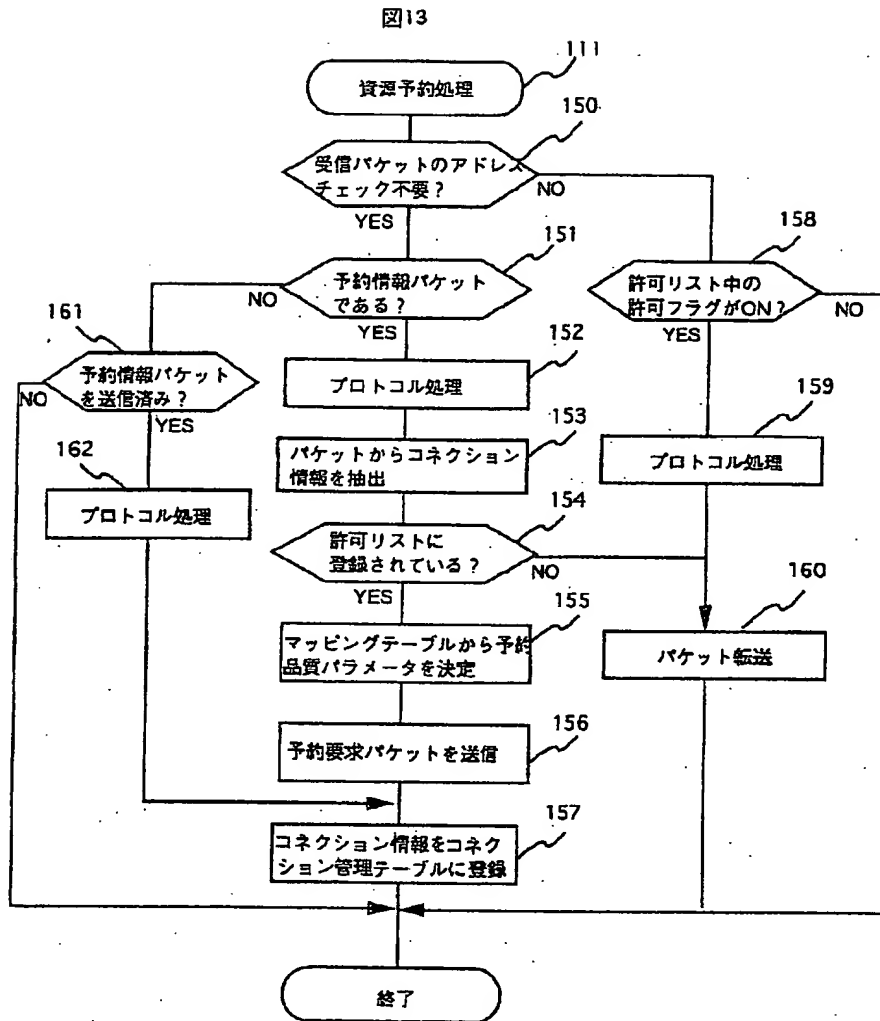 図13
資源予約処理
111
150
受信パケットのアドレス
チェック不要?
NO
YES
151
158
予約情報パケット
である?
NO
YES
許可リスト中の
許可フラグがON?
NO
YES
161
予約情報パケット
を送信済み?
NO
YES
152
プロトコル処理
153
パケットからコネクション
情報を抽出
159
プロトコル処理
162
プロトコル処理
154
許可リストに
登録されている?
NO
YES
155
マッピングテーブルから予約
品質パラメータを決定
160
パケット転送
156
予約要求パケットを送信
157
コネクション情報をコネク
ション管理テーブルに登録
終了